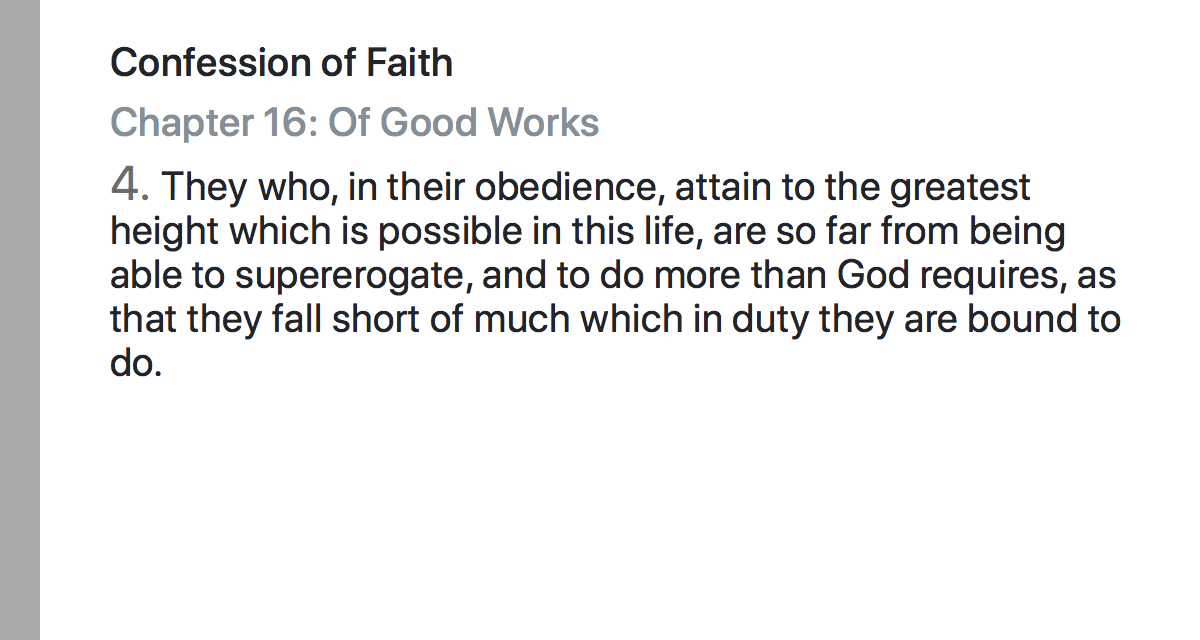 Confession of Faith
Chapter 16: Of Good Works
4. They who, in their obedience, attain to the greatest
height which is possible in this life, are so far from being
able to supererogate, and to do more than God requires, as
that they fall short of much which in duty they are bound to
do.